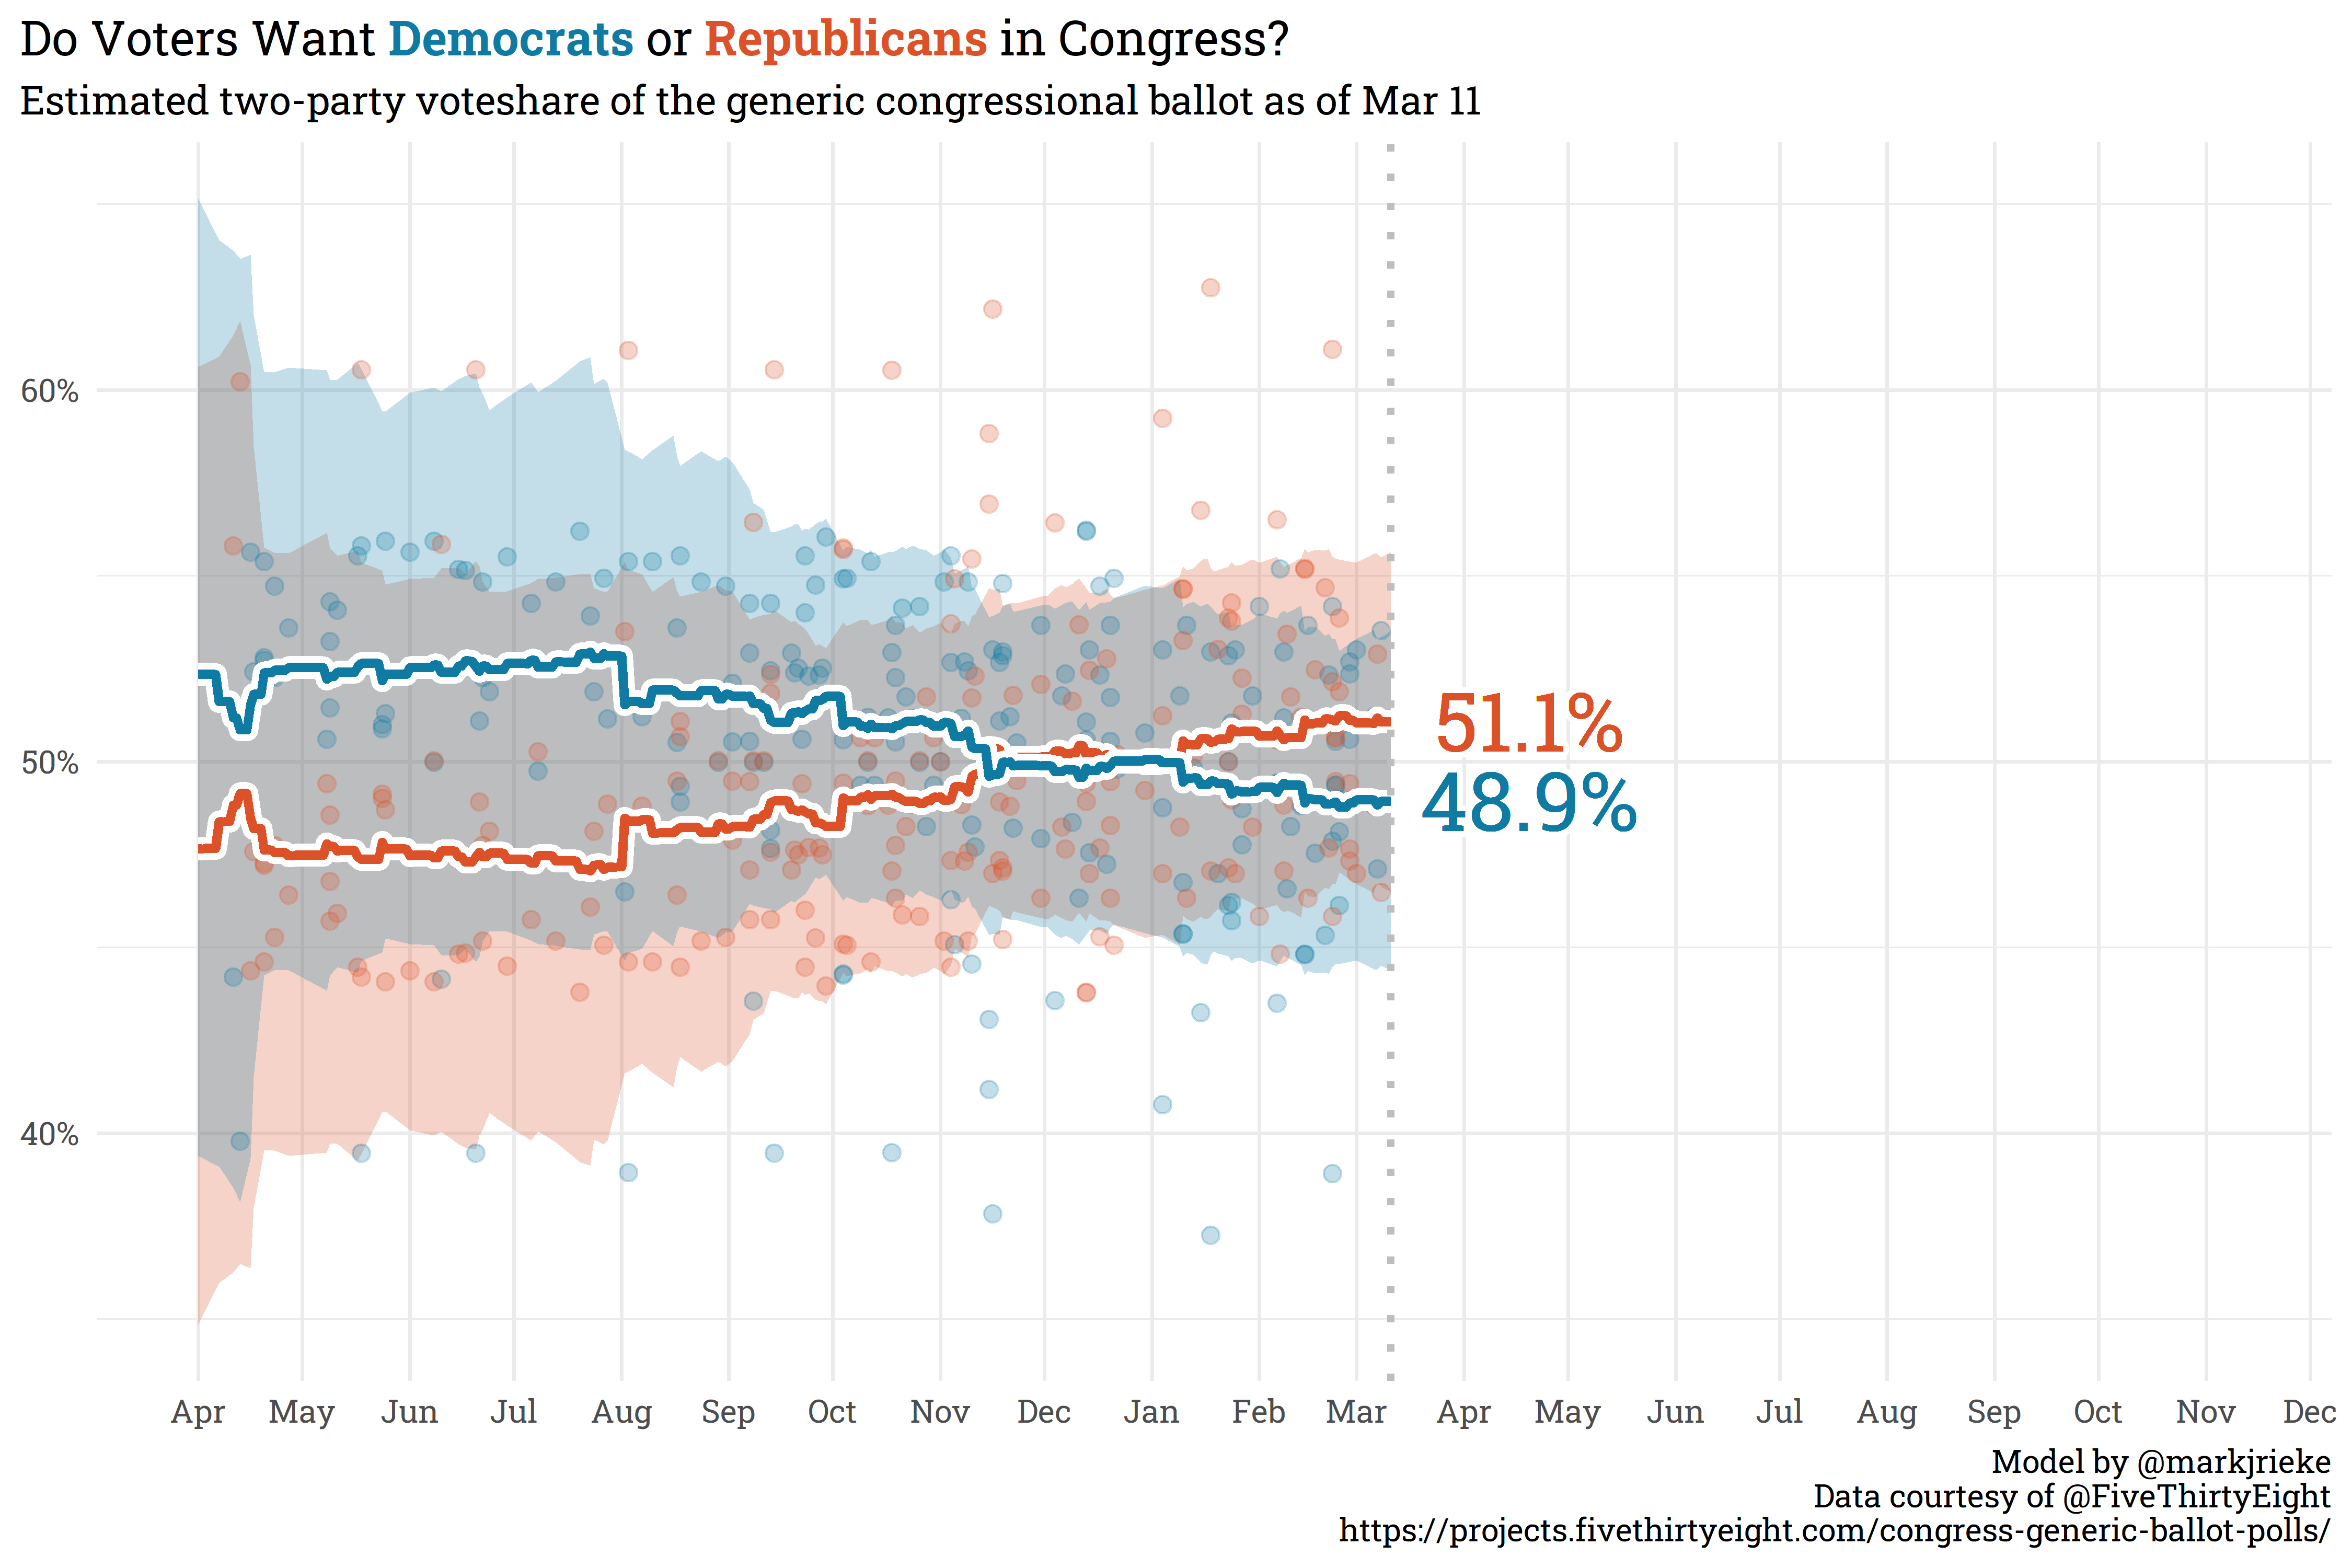 Do Voters Want Democrats or Republicans in Congress?
Estimated two-party voteshare of the generic congressional ballot as of Mar 11
60%
50%
40%
51.1%
48.9%
Apr May Jun Jul Aug Sep Oct Nov Dec Jan Feb Mar Apr May Jun Jul Aug Sep Oct Nov Dec
Model by @markjrieke
Data courtesy of @FiveThirtyEight
https://projects.fivethirtyeight.com/congress-generic-ballot-polls/